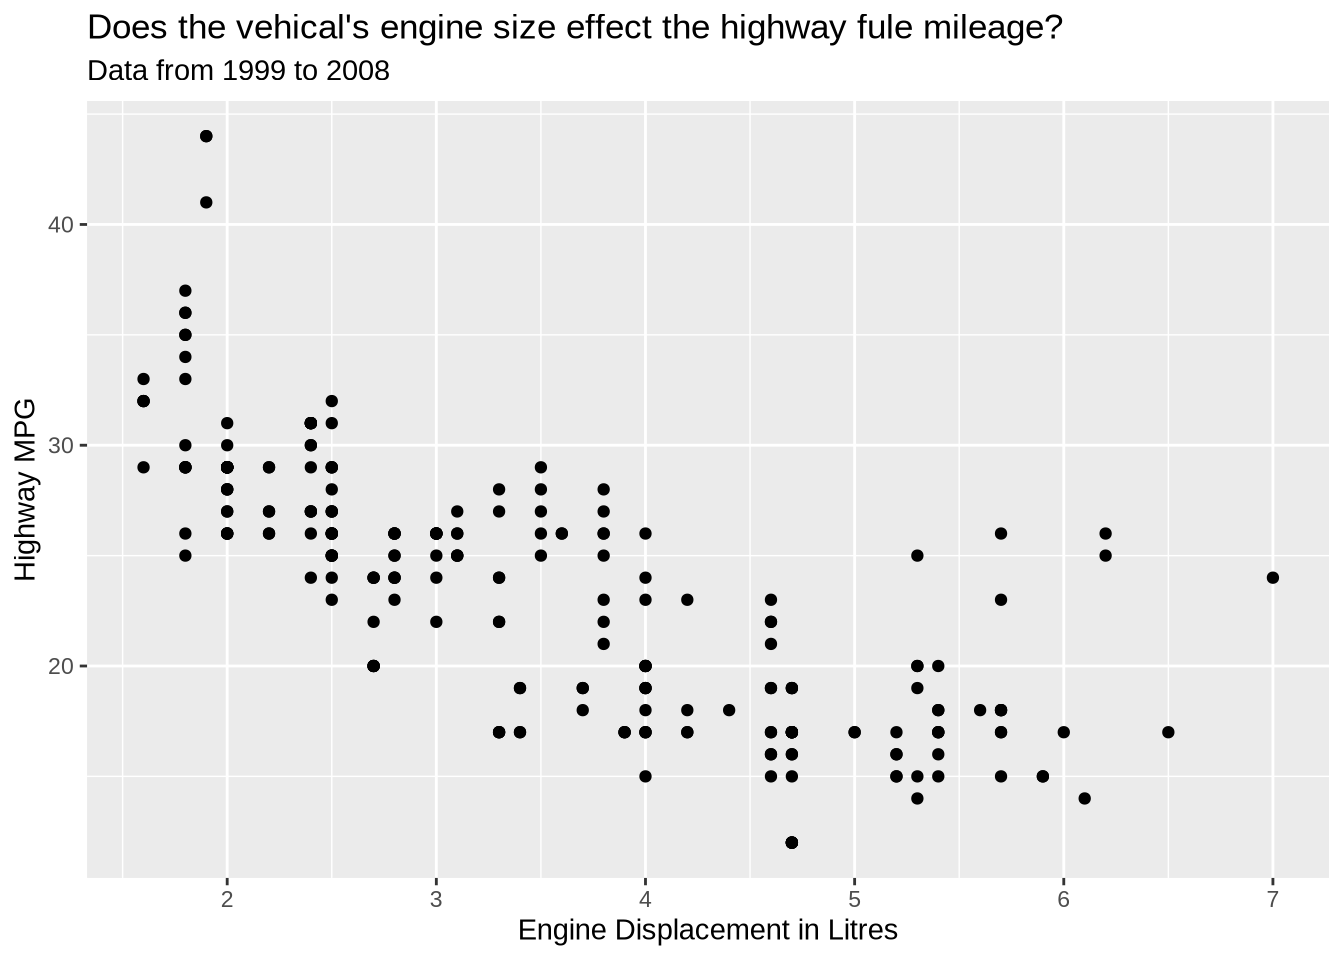 Does the vehical's engine size effect the highway fule mileage?
Data from 1999 to 2008
Highway MPG
40
30
20
2 3 4 5 6 7
Engine Displacement in Litres